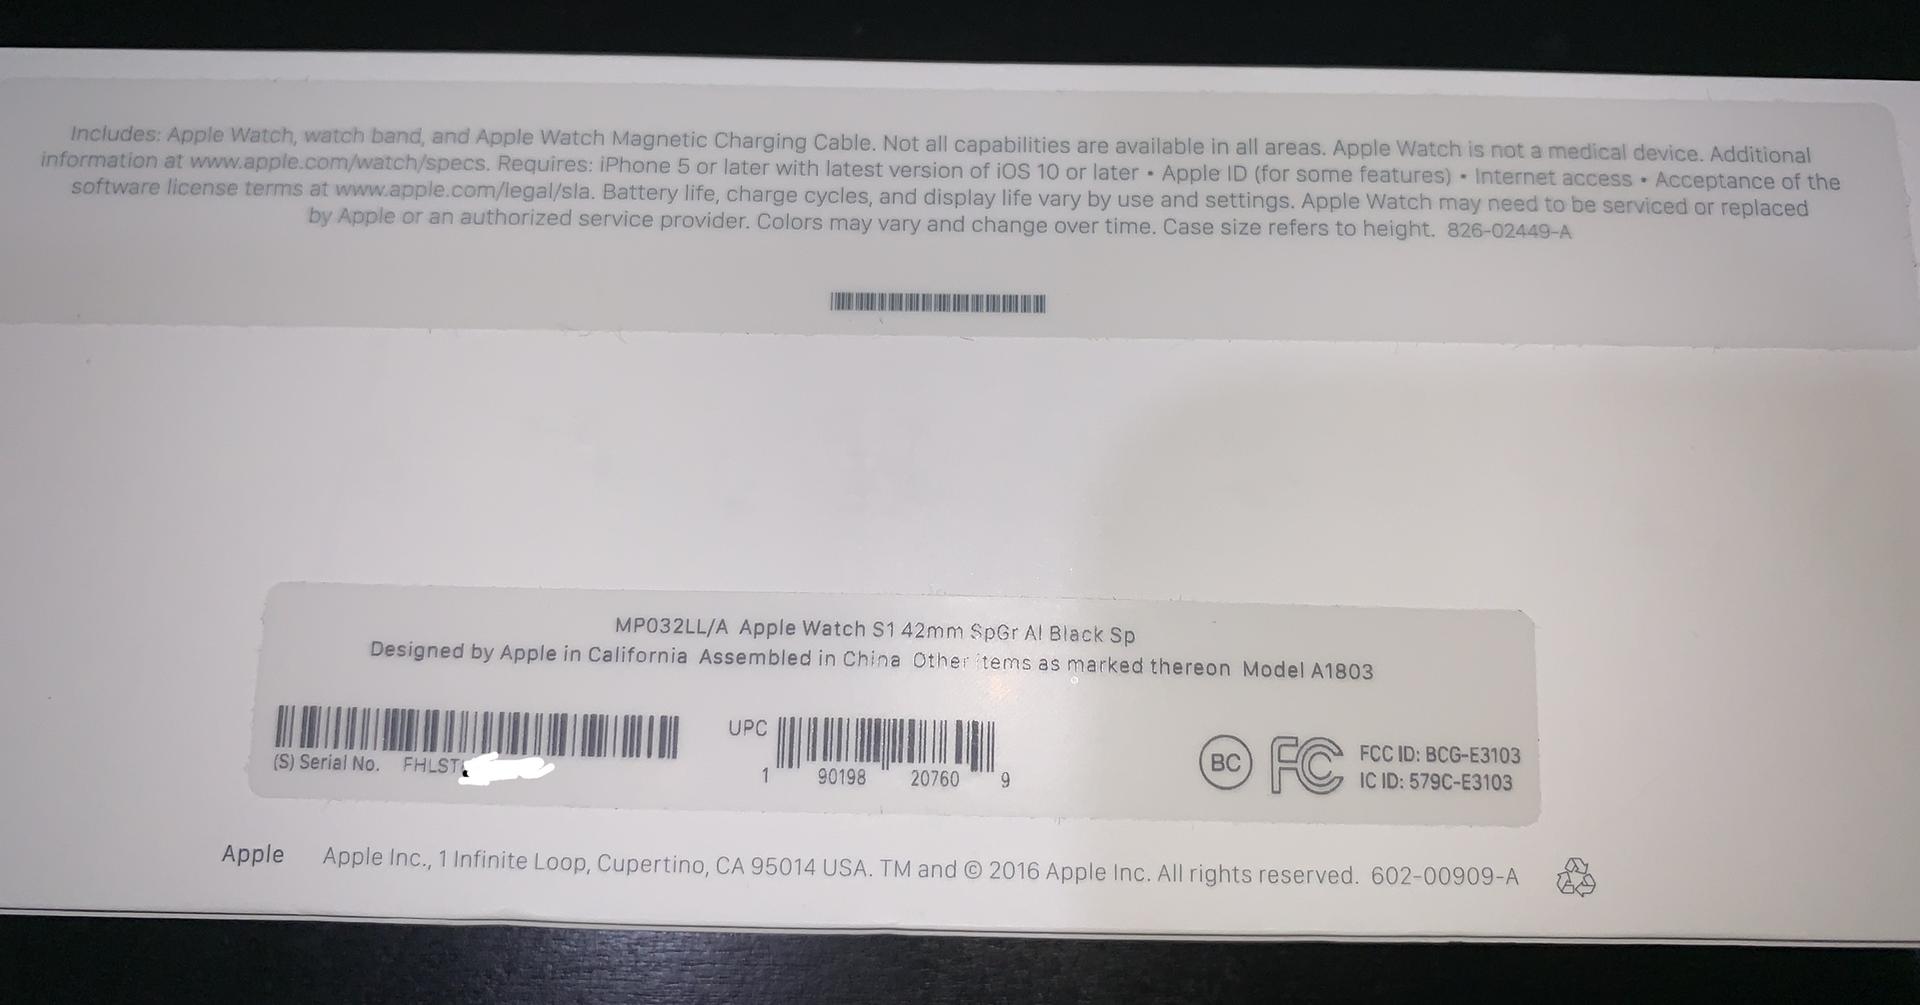 Includes: Apple Watch, watch band, and Apple Watch Magnetic Charging Cable. Not all capabilities are available in all areas. Apple Watch is not a medical device. Additional
information at www.apple.com/watch/specs. Requires: iPhone 5 or later with latest version of iOS 10 or later • Apple ID (for some features) • Internet access • Acceptance of the
software license terms at www.apple.com/legal/sla. Battery life, charge cycles, and display life vary by use and settings. Apple Watch may need to be serviced or replaced
by Apple or an authorized service provider. Colors may vary and change over time. Case size refers to height. 826-02449-A
MP032LL/A Apple Watch S1 42mm SpGr Al Black Sp
Designed by Apple in California Assembled in China Other items as marked thereon Model A1803
UPC
(S) Serial No. FHLST
1 90198 20760 9
BC FC FCC ID: BCG-E3103
IC ID: 579C-E3103
Apple Apple Inc., 1 Infinite Loop, Cupertino, CA 95014 USA. TM and © 2016 Apple Inc. All rights reserved. 602-00909-A